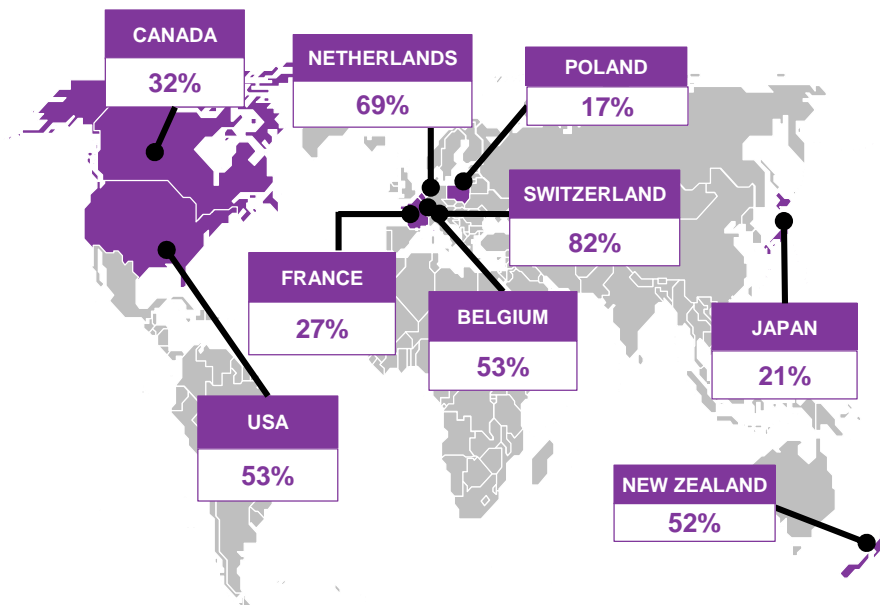 CANADA
32%
NETHERLANDS
69%
POLAND
17%
SWITZERLAND
82%
FRANCE
27%
BELGIUM
53%
JAPAN
21%
USA
53%
NEW ZEALAND
52%